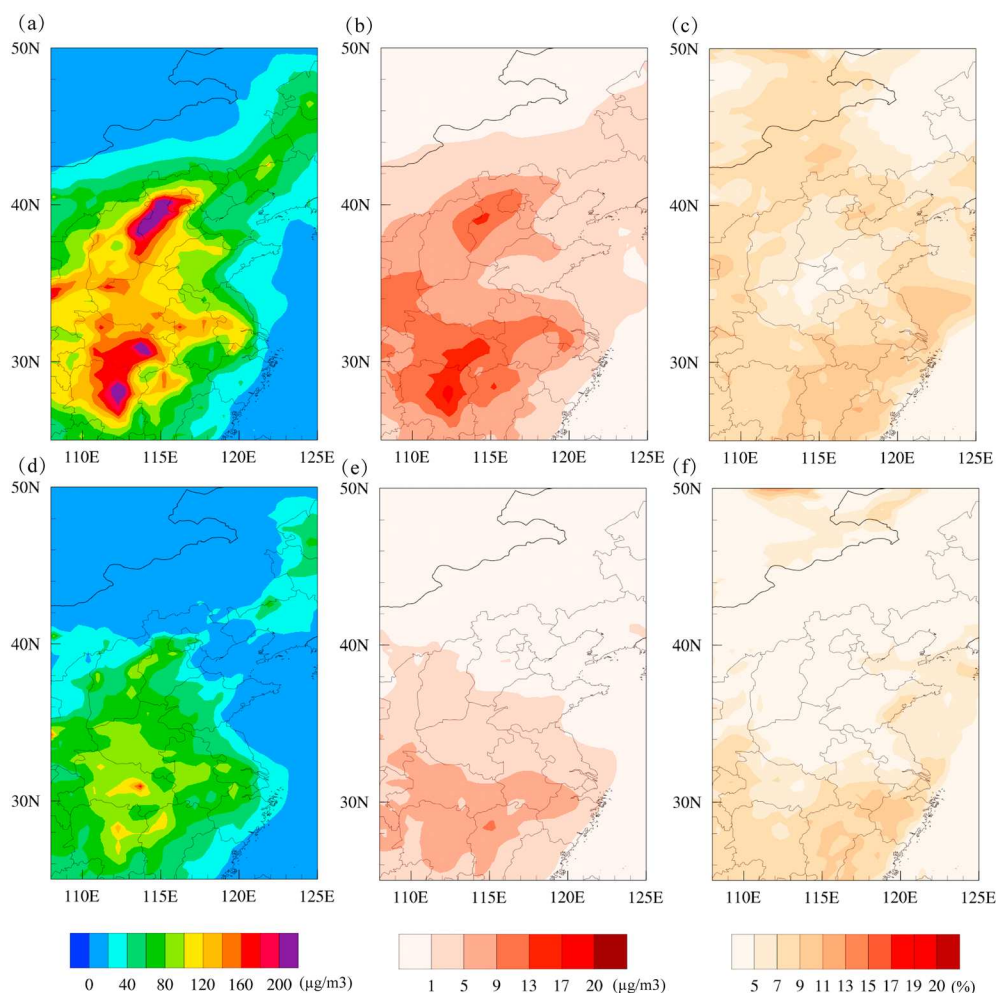 (a) (b) (c)
50N 50N 50N
40N 40N 40N
30N 30N 30N
110E 115E 120E 125E 110E 115E 120E 125E 110E 115E 120E 125E
(d) (e) (f)
50N 50N 50N
40N 40N 40N
30N 30N 30N
110E 115E 120E 125E 110E 115E 120E 125E 110E 115E 120E 125E
0 40 80 120 160 200 (µg/m3) 1 5 9 13 17 20 (µg/m3) 5 7 9 11 13 15 17 19 20 (%)